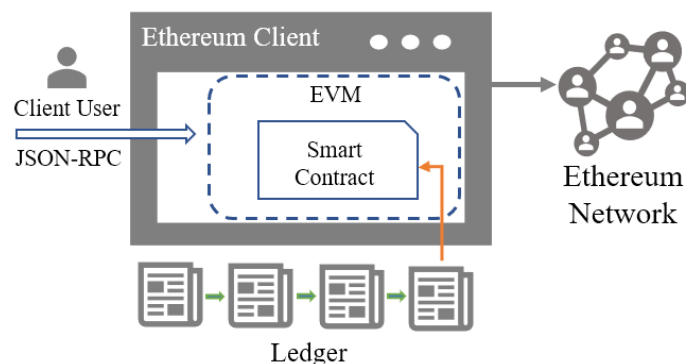 Ethereum Client
Client User
JSON-RPC
EVM
Smart
Contract
Ethereum
Network
Ledger